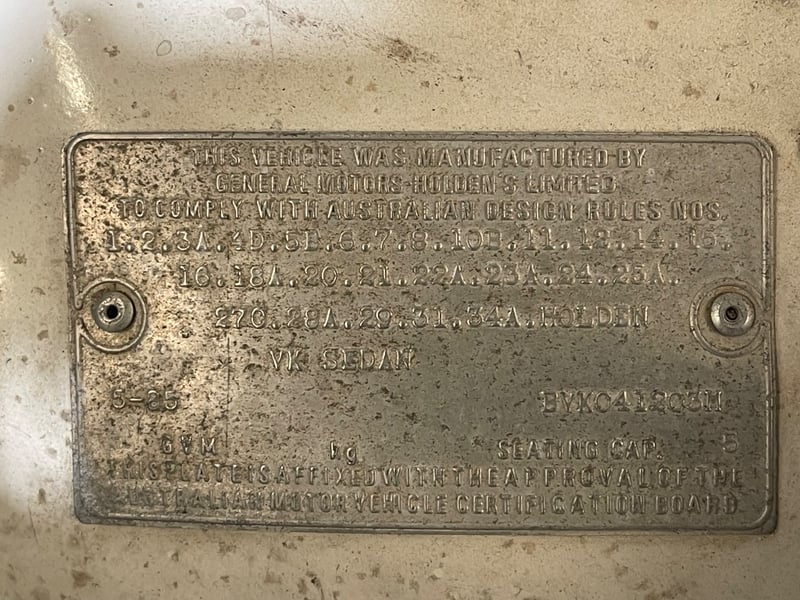 THIS VEHICLE WAS MANUFACTURED BY
GENERAL MOTORS-HOLDEN'S LIMITED
TO COMPLY WITH AUSTRALIAN DESIGN RULES NOS.
1.2.3A.4D.5B.6.7.8.10B.11.12.14.15.
16.18A.20.21.22A.23A.24.25A.
27C.28A.29.31.34A.HOLDEN
VK SEDAN
5-85 BVK041203M
GVM kg SEATING CAP. 5
THIS PLATE IS AFFIXED WITH THE APPROVAL OF THE
AUSTRALIAN MOTOR VEHICLE CERTIFICATION BOARD